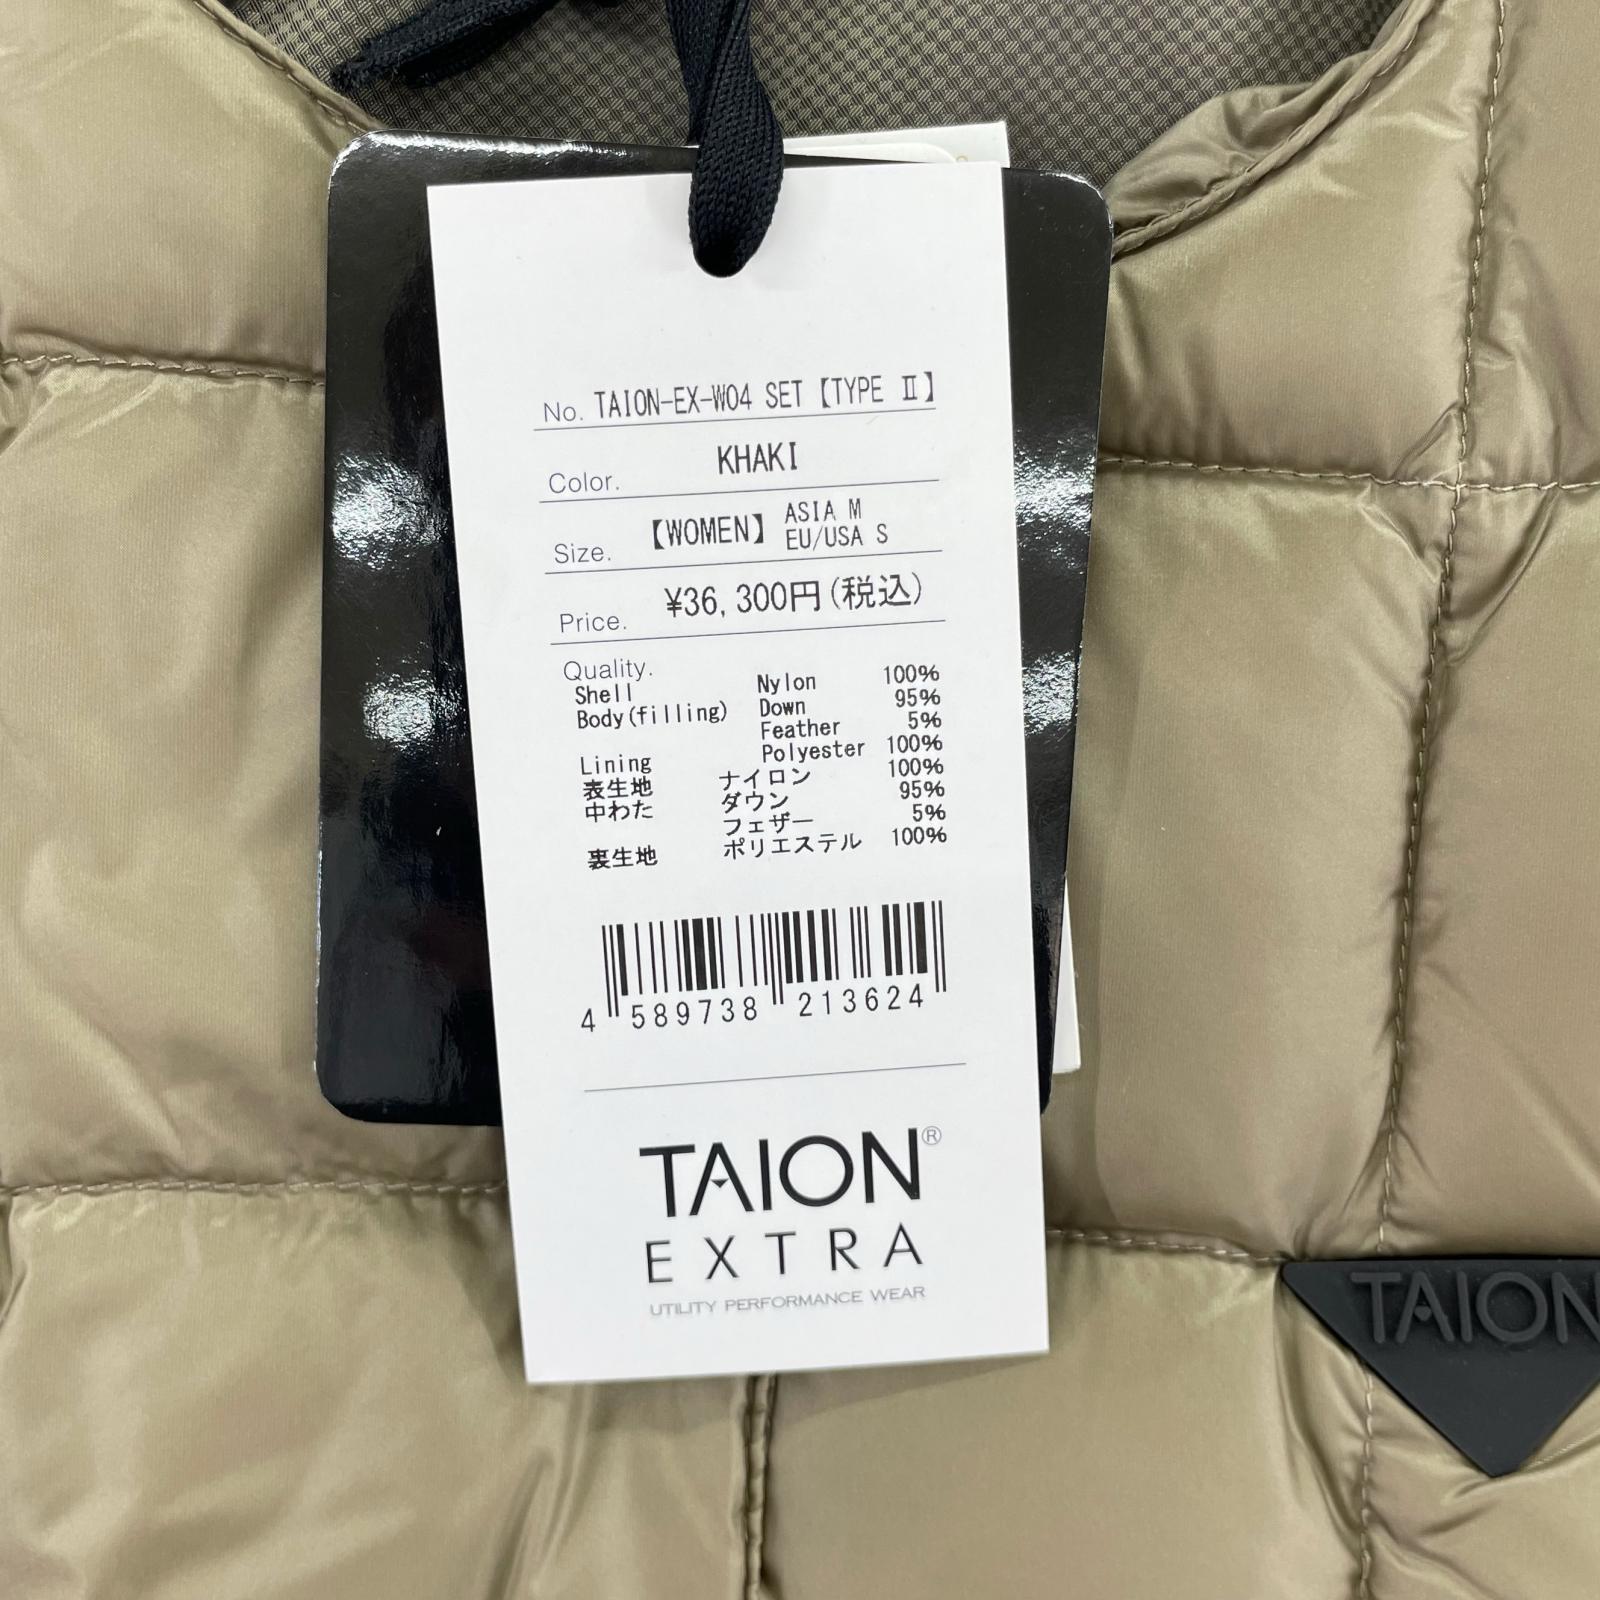 No. TAION-EX-W04 SET【TYPE Ⅱ】
Color. KHAKI
Size. 【WOMEN】 ASIA M
EU/USA S
Price. ¥36,300円(税込)
Quality.
Shell Nylon 100%
Body(filling) Down 95%
Feather 5%
Lining Polyester 100%
表生地 ナイロン 100%
中わた ダウン 95%
フェザー 5%
裏生地 ポリエステル 100%
4 589738 213624
TAION®
EXTRA
UTILITY PERFORMANCE WEAR
TAION